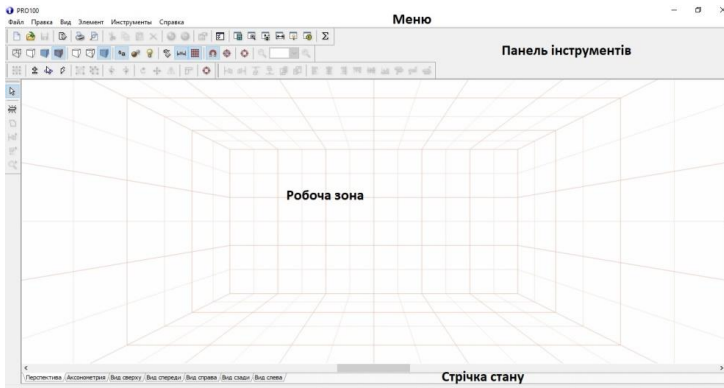 PRO100
Меню
Файл Правка Вид Элемент Инструменты Справка
Панель інструментів
Робоча зона
Перспектива Аксонометрия Вид сверху Вид спереди Вид справа Вид сзади Вид слева
Стрічка стану